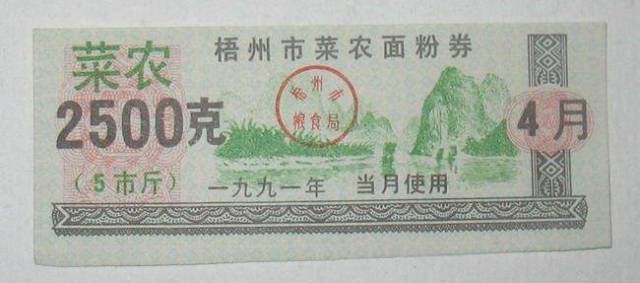 菜农
梧州市菜农面粉券
梧州市
粮食局
2500克
4月
（5市斤）
一九九一年
当月使用